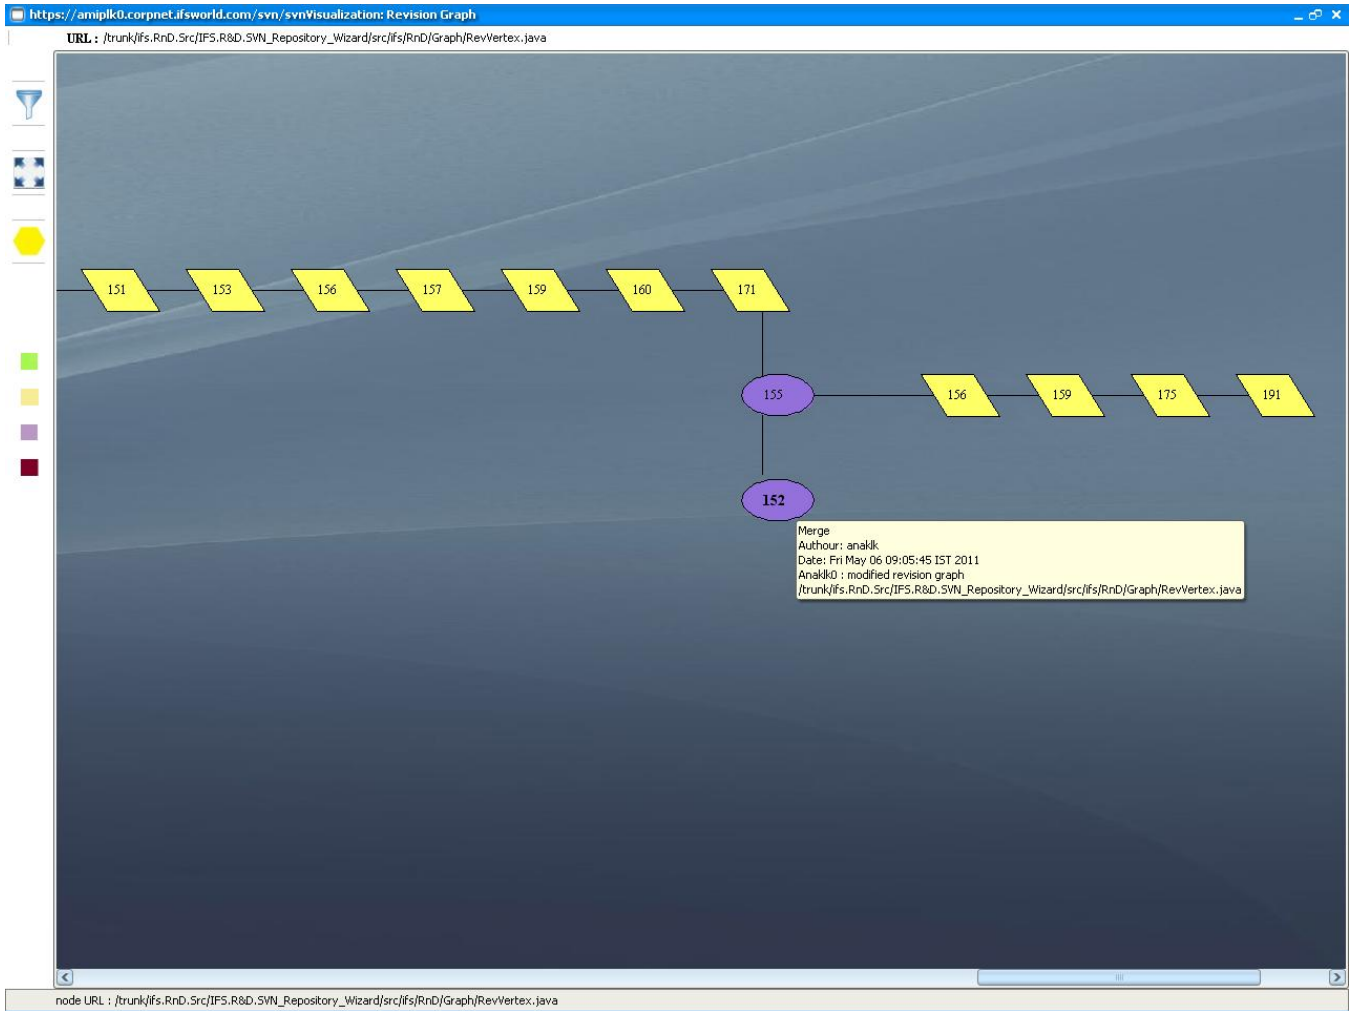 https://amiplk0.corpnet.ifsworld.com/svn/svnVisualization: Revision Graph
URL : /trunk/ifs.RnD.Src/IFS.R&D.SVN_Repository_Wizard/src/ifs/RnD/Graph/RevVertex.java
151 153 156 157 159 160 171
155 156 159 175 191
152
Merge
Authour: anaklk
Date: Fri May 06 09:05:45 IST 2011
Anaklk0 : modified revision graph
/trunk/ifs.RnD.Src/IFS.R&D.SVN_Repository_Wizard/src/ifs/RnD/Graph/RevVertex.java
node URL : /trunk/ifs.RnD.Src/IFS.R&D.SVN_Repository_Wizard/src/ifs/RnD/Graph/RevVertex.java